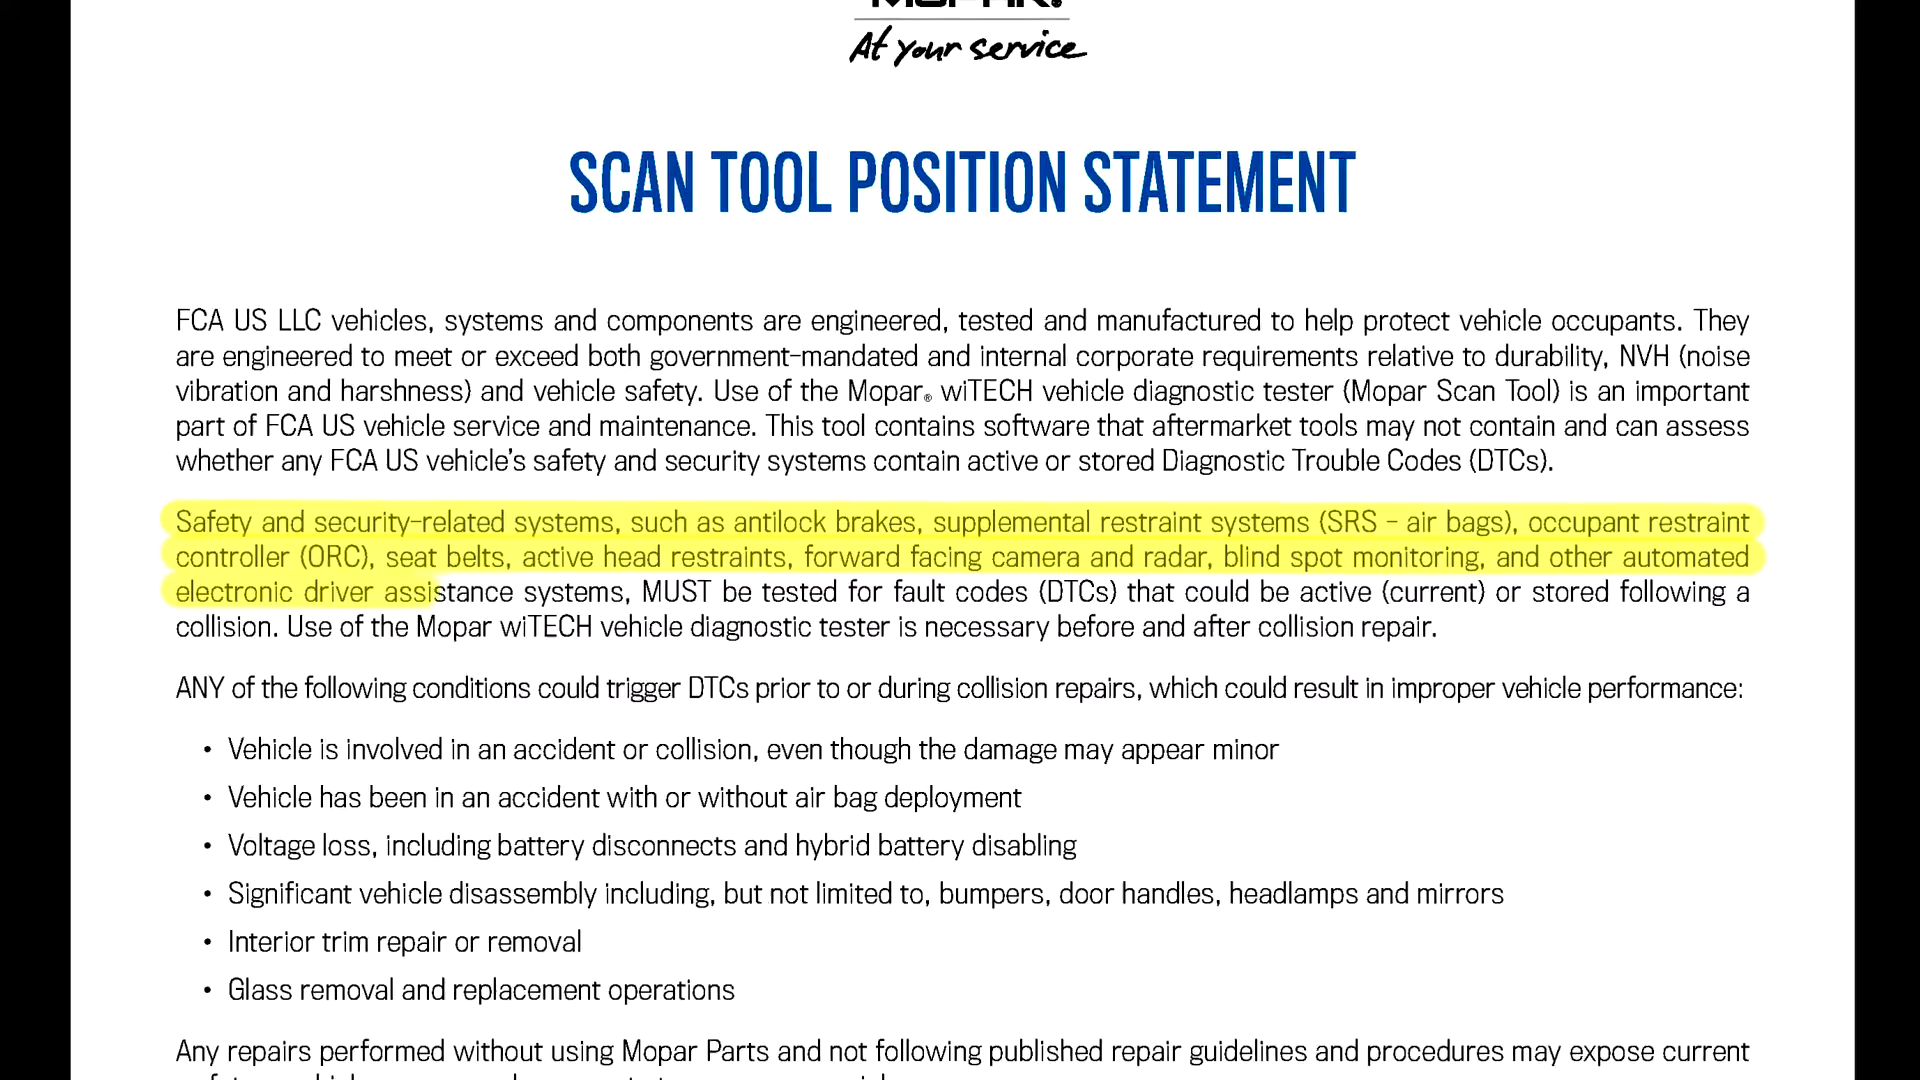 At your service
SCAN TOOL POSITION STATEMENT
FCA US LLC vehicles, systems and components are engineered, tested and manufactured to help protect vehicle occupants. They
are engineered to meet or exceed both government-mandated and internal corporate requirements relative to durability, NVH (noise
vibration and harshness) and vehicle safety. Use of the Mopar® wiTECH vehicle diagnostic tester (Mopar Scan Tool) is an important
part of FCA US vehicle service and maintenance. This tool contains software that aftermarket tools may not contain and can assess
whether any FCA US vehicle's safety and security systems contain active or stored Diagnostic Trouble Codes (DTCs).
Safety and security-related systems, such as antilock brakes, supplemental restraint systems (SRS - air bags), occupant restraint
controller (ORC), seat belts, active head restraints, forward facing camera and radar, blind spot monitoring, and other automated
electronic driver assistance systems, MUST be tested for fault codes (DTCs) that could be active (current) or stored following a
collision. Use of the Mopar wiTECH vehicle diagnostic tester is necessary before and after collision repair.
ANY of the following conditions could trigger DTCs prior to or during collision repairs, which could result in improper vehicle performance:
• Vehicle is involved in an accident or collision, even though the damage may appear minor
• Vehicle has been in an accident with or without air bag deployment
• Voltage loss, including battery disconnects and hybrid battery disabling
• Significant vehicle disassembly including, but not limited to, bumpers, door handles, headlamps and mirrors
• Interior trim repair or removal
• Glass removal and replacement operations
Any repairs performed without using Mopar Parts and not following published repair guidelines and procedures may expose current